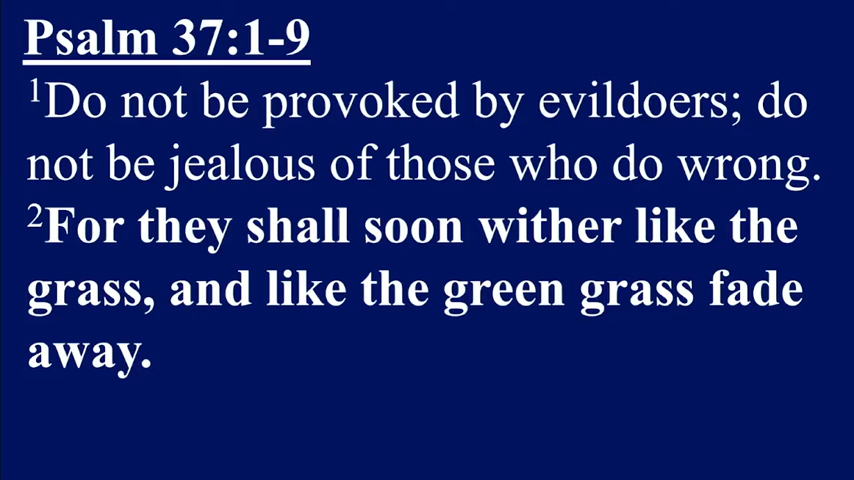 Psalm 37:1-9
¹Do not be provoked by evildoers; do
not be jealous of those who do wrong.
²For they shall soon wither like the
grass, and like the green grass fade
away.